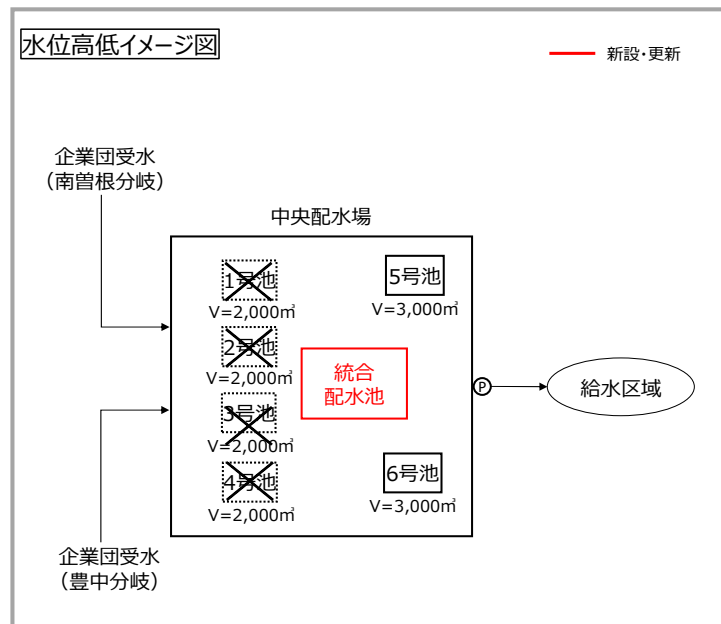 水位高低イメージ図
新設・更新
企業団受水
（南曽根分岐）
中央配水場
1号池
V=2,000㎥
2号池
V=2,000㎥
3号池
V=2,000㎥
4号池
V=2,000㎥
5号池
V=3,000㎥
統合
配水池
6号池
V=3,000㎥
P
給水区域
企業団受水
（豊中分岐）